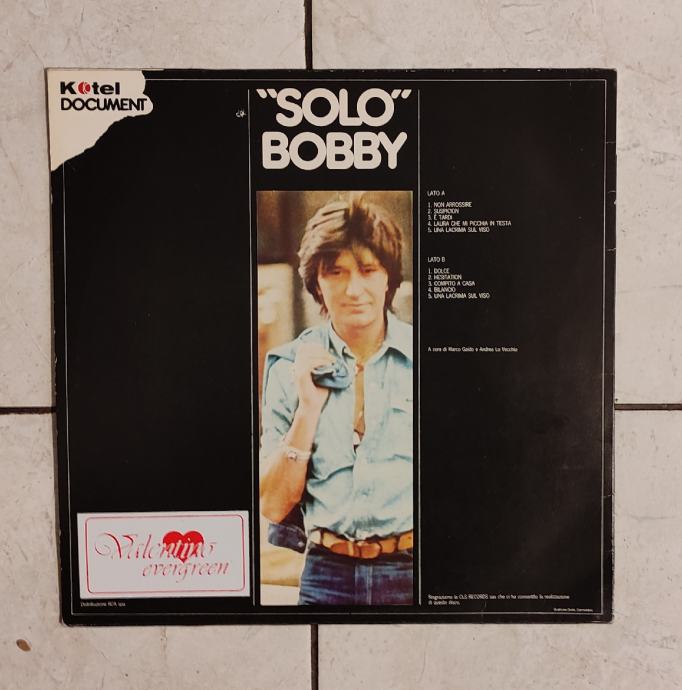 K-tel
DOCUMENT
"SOLO"
BOBBY
LATO A
1. NON ARROSSIRE
2. SUSPICION
3. È TARDI
4. LAURA CHE MI PICCHIA IN TESTA
5. UNA LACRIMA SUL VISO
LATO B
1. DOLCE
2. HESITATION
3. COMPITO A CASA
4. BILANCIO
5. UNA LACRIMA SUL VISO
A cura di Marco Gaido e Andrea Lo Vecchio
Valentino
evergreen
Distribuzione RCA spa
Ringraziamo la CLS RECORDS sas che ci ha consentito la realizzazione
di questo disco.